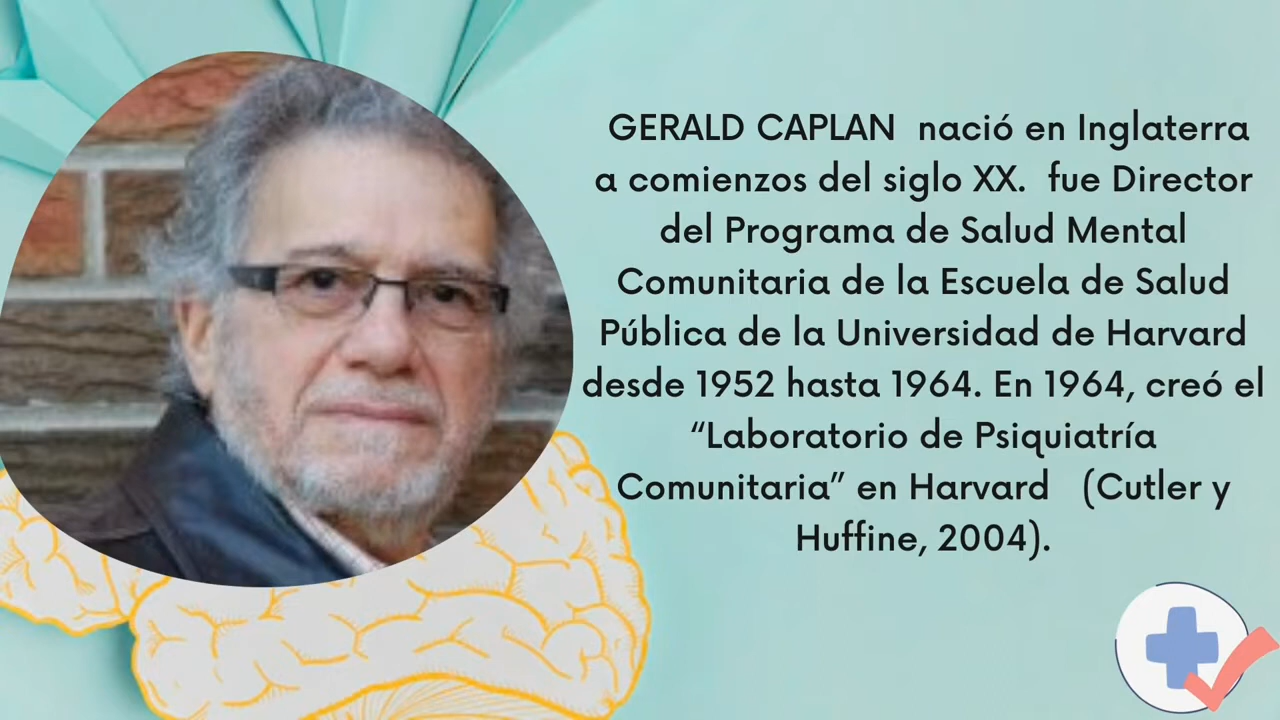 GERALD CAPLAN  nació en Inglaterra
a comienzos del siglo XX.  fue Director
del Programa de Salud Mental
Comunitaria de la Escuela de Salud
Pública de la Universidad de Harvard
desde 1952 hasta 1964. En 1964, creó el
“Laboratorio de Psiquiatría
Comunitaria” en Harvard   (Cutler y
Huffine, 2004).